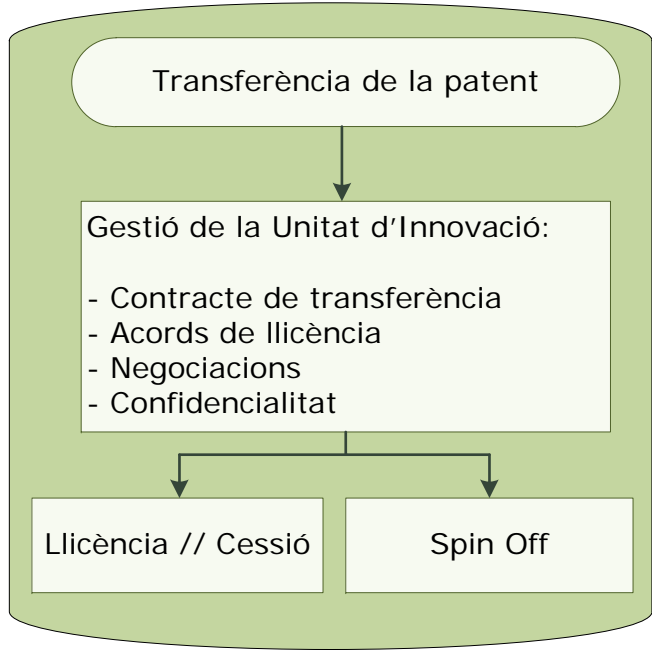 Transferència de la patent
Gestió de la Unitat d’Innovació:
- Contracte de transferència
- Acords de llicència
- Negociacions
- Confidencialitat
Llicència // Cessió
Spin Off